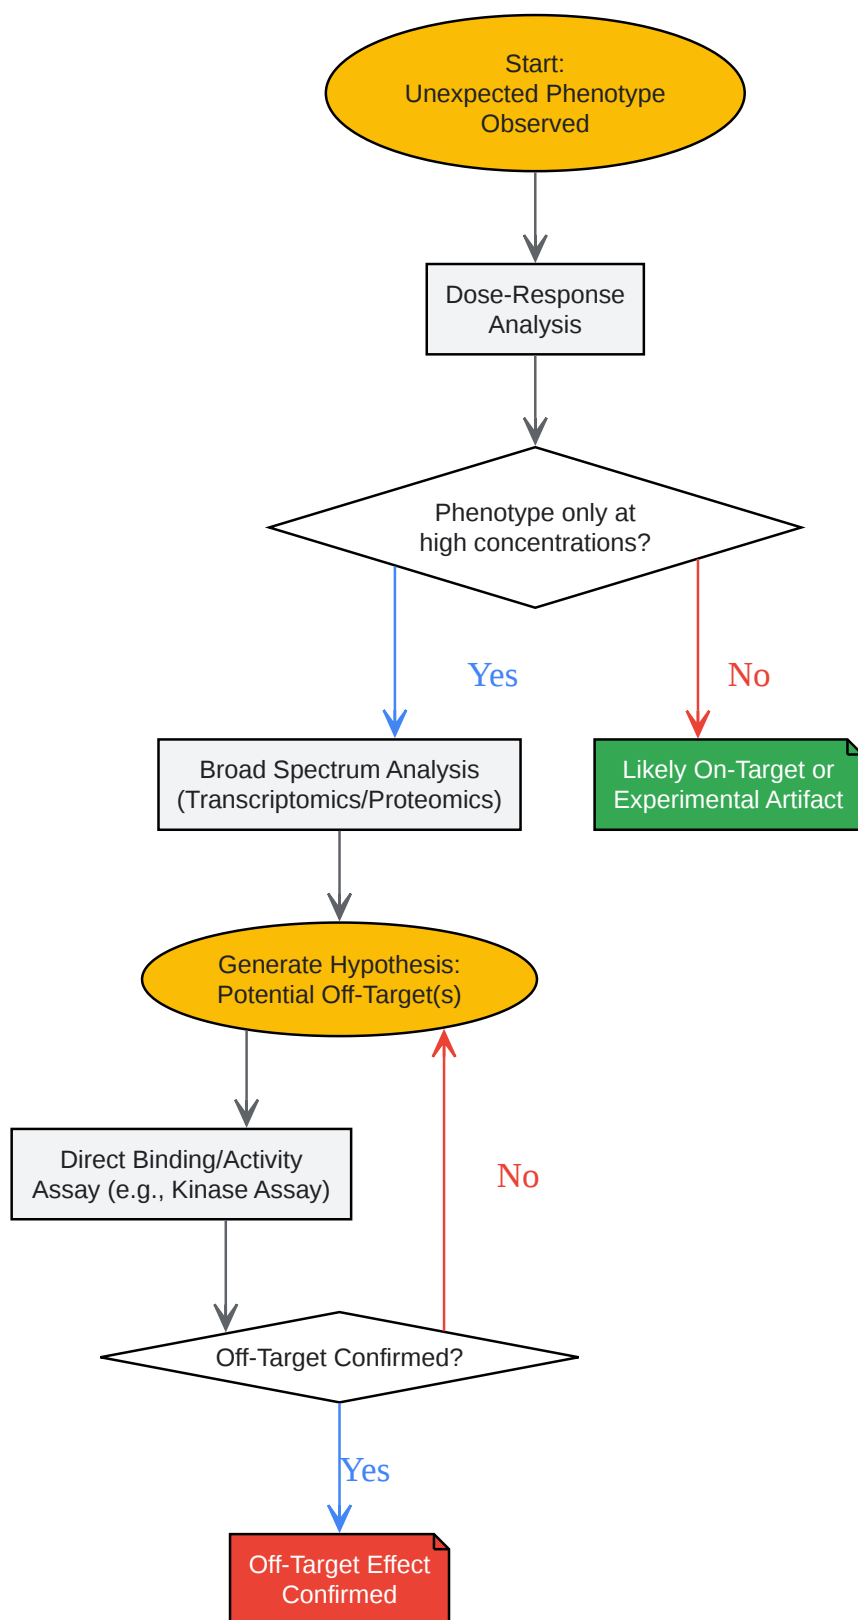 Start:
Unexpected Phenotype
Observed
Dose-Response
Analysis
Phenotype only at
high concentrations?
Yes
No
Broad Spectrum Analysis
(Transcriptomics/Proteomics)
Likely On-Target or
Experimental Artifact
Generate Hypothesis:
Potential Off-Target(s)
Direct Binding/Activity
Assay (e.g., Kinase Assay)
No
Off-Target Confirmed?
Yes
Off-Target Effect
Confirmed